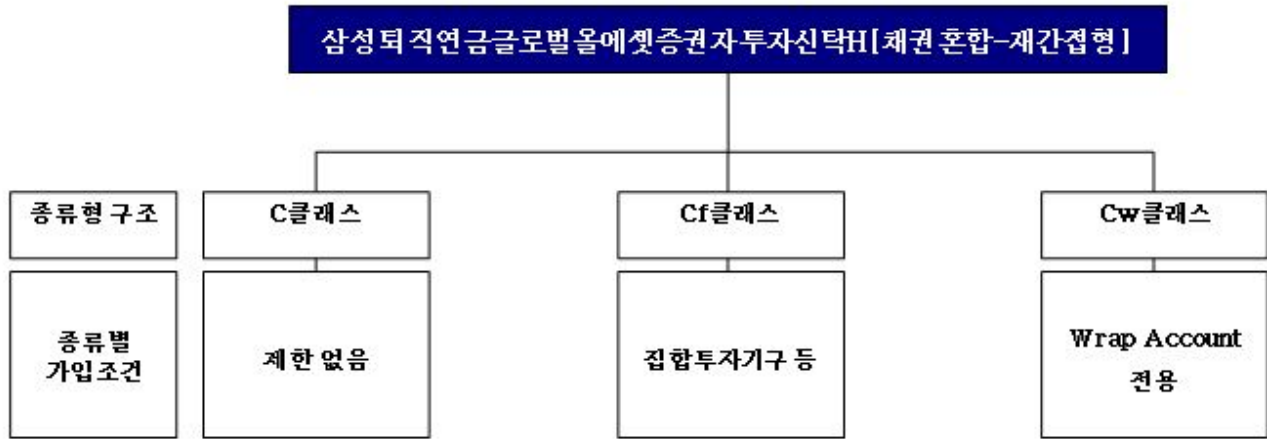 삼성퇴직연금글로벌올에셋증권자투자신탁H[채권혼합-재간접형]
종류형 구조
C클래스
Cf클래스
Cw클래스
종류별
가입조건
제한 없음
집합투자기구 등
Wrap Account
전용